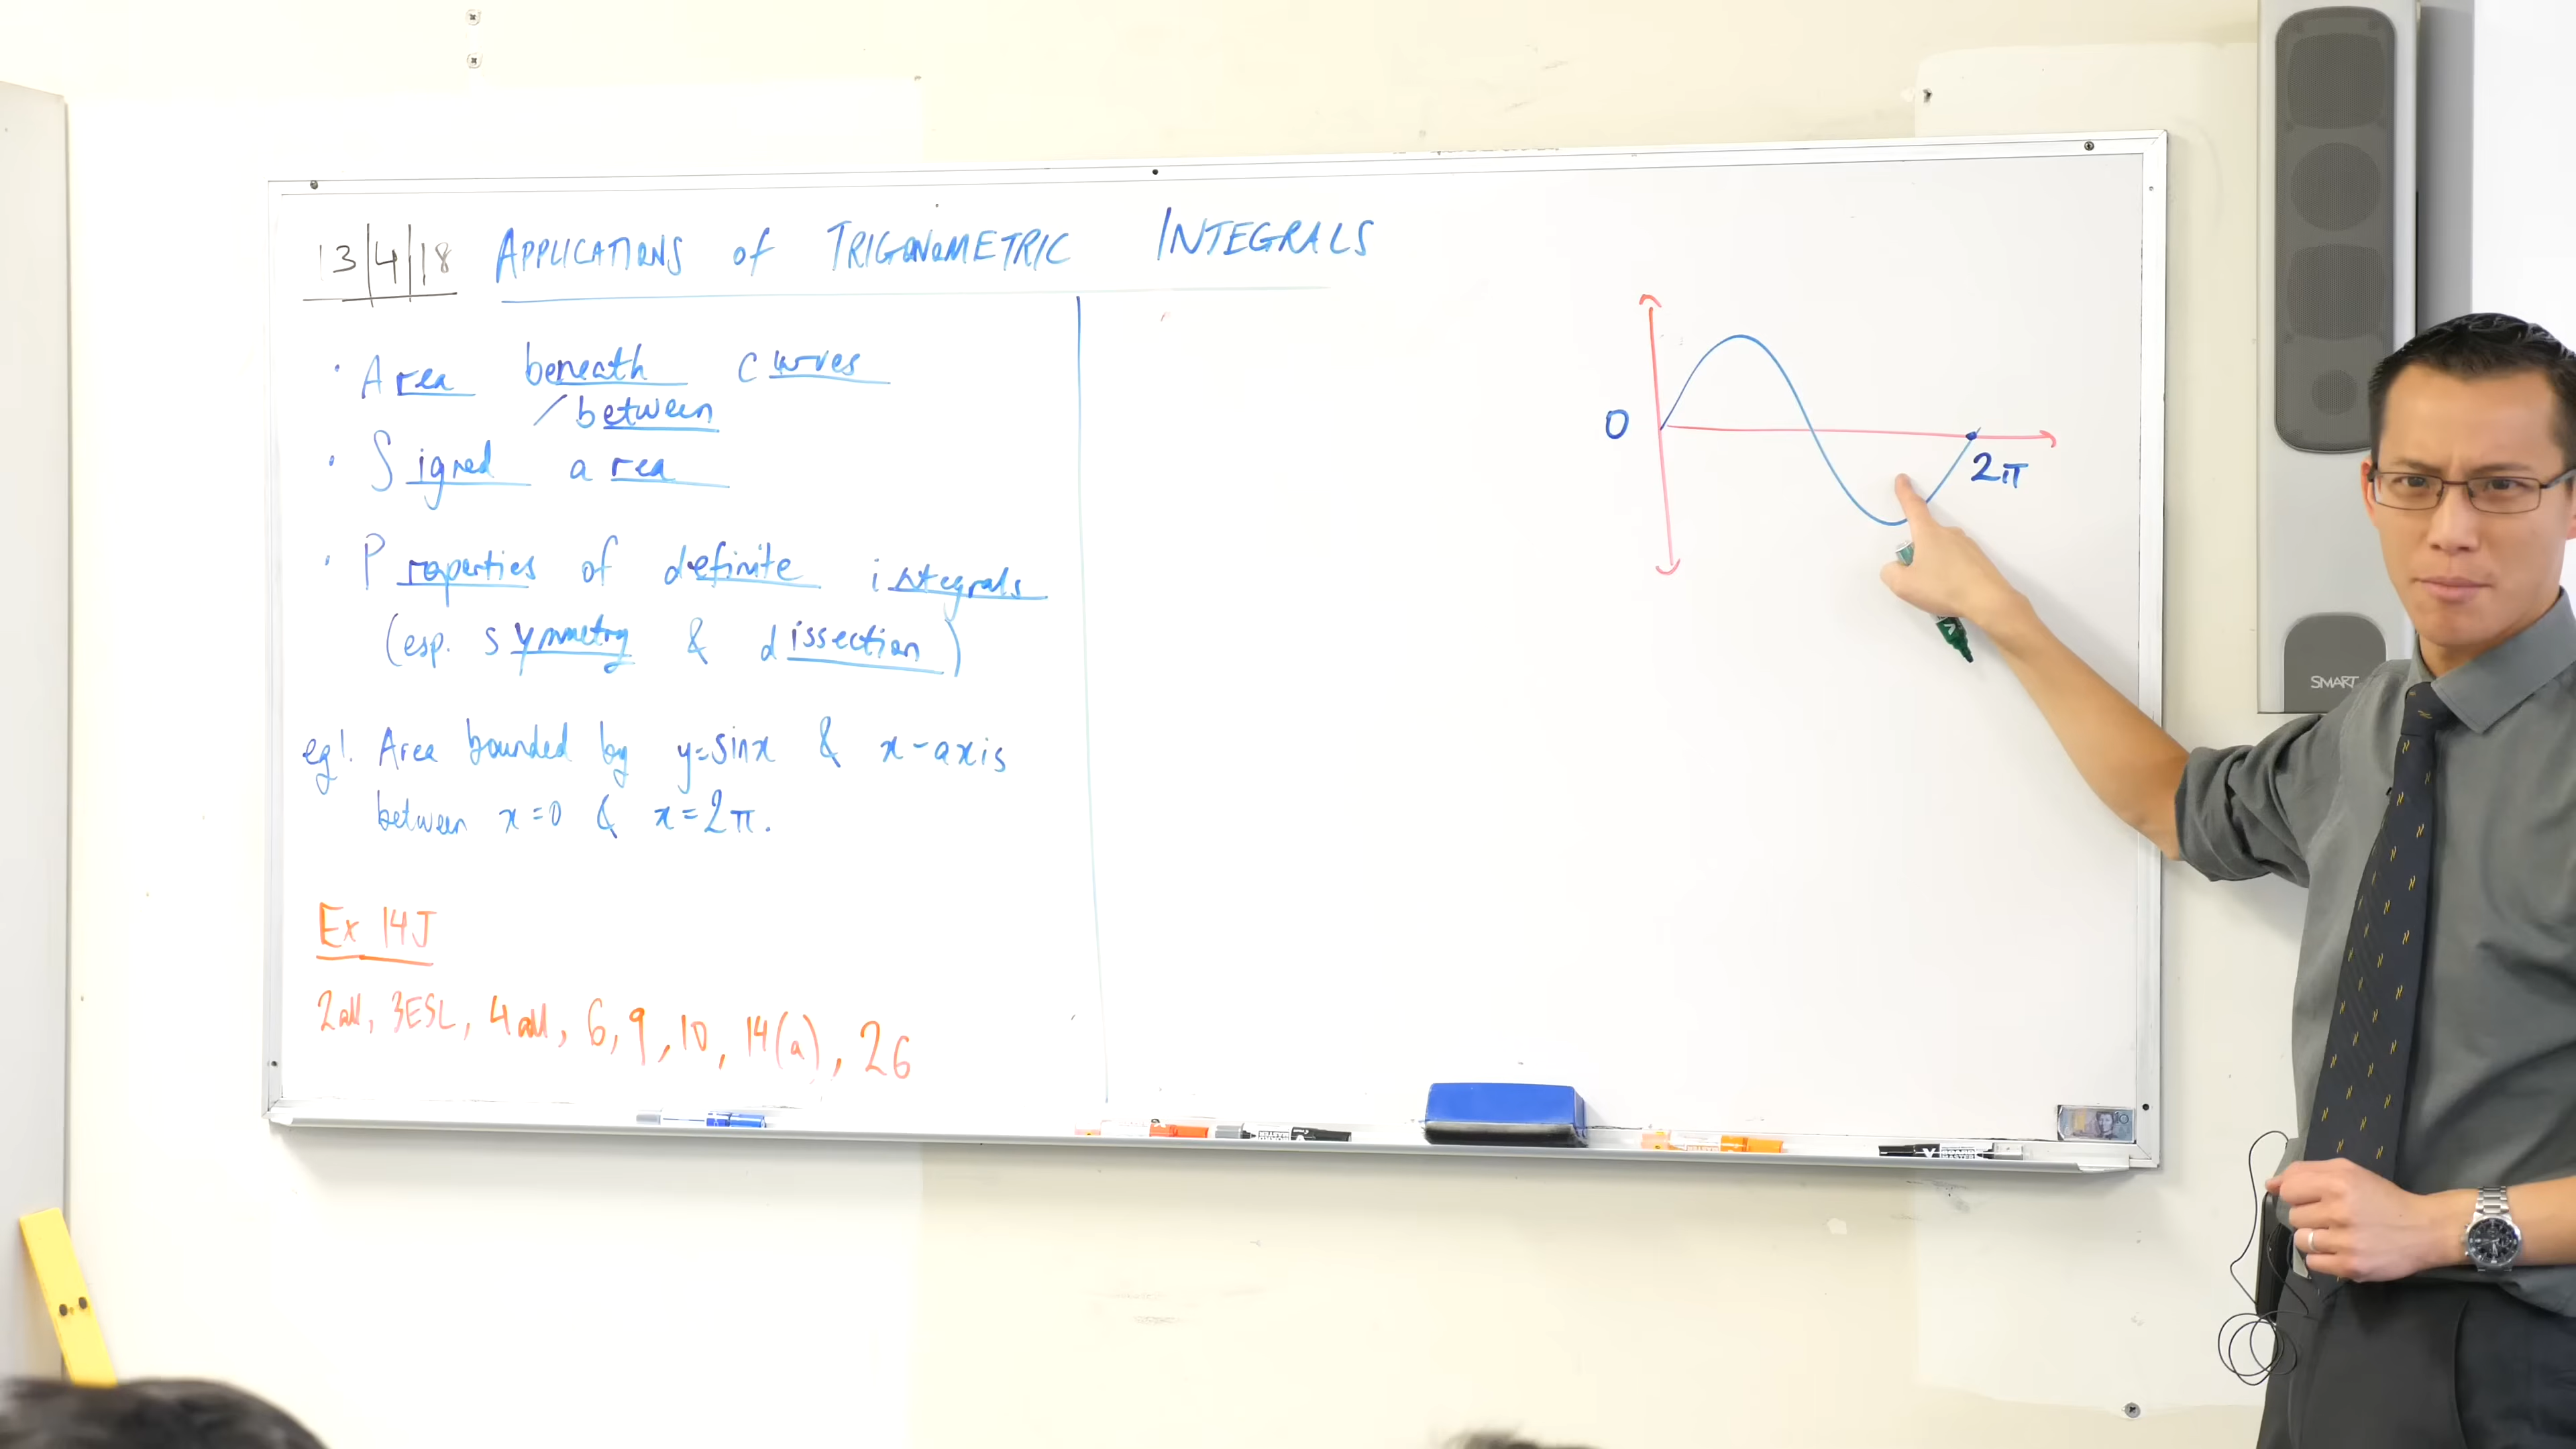 13/4/18 APPLICATIONS of TRIGONOMETRIC INTEGRALS
• Area beneath curves
/between
• Signed area
• Properties of definite integrals
(esp. symmetry & dissection)
eg1. Area bounded by y=sinx & x-axis
between x=0 & x=2π.
Ex 14J
2all, 3ESL, 4all, 6, 9, 10, 14(a), 26
0
2π
SMART